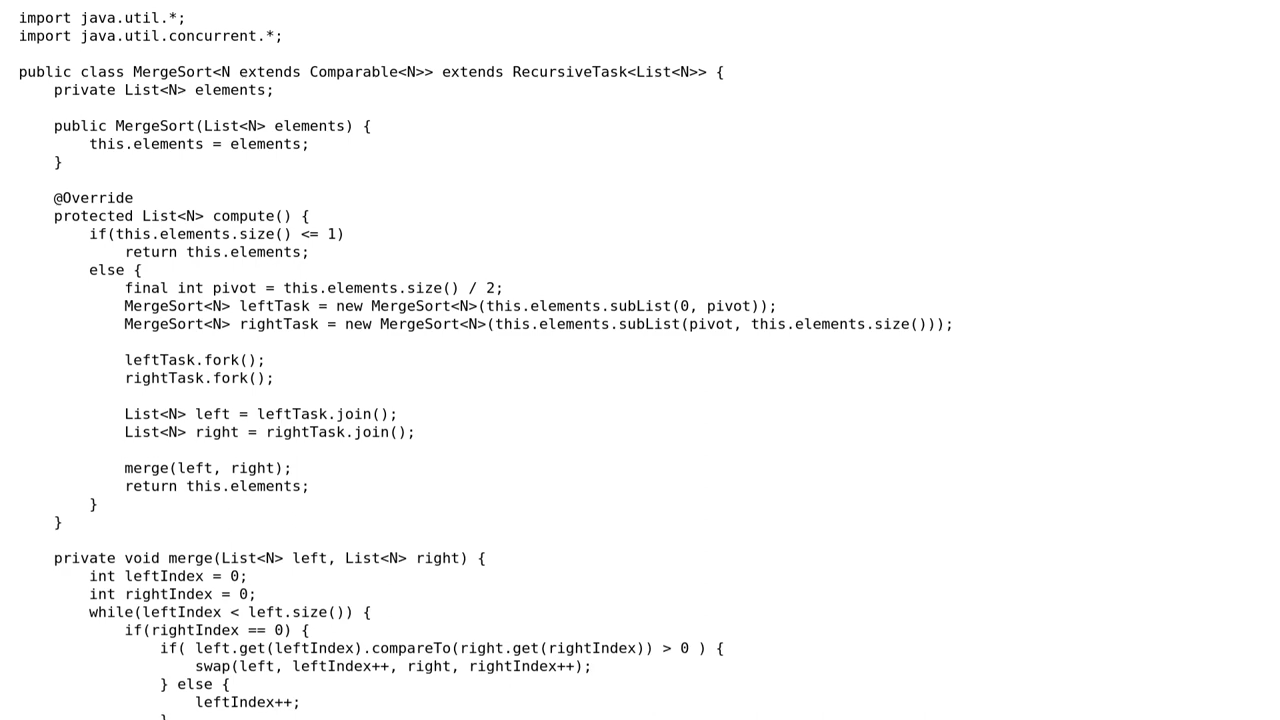 import java.util.*;
import java.util.concurrent.*;

public class MergeSort<N extends Comparable<N>> extends RecursiveTask<List<N>> {
    private List<N> elements;

    public MergeSort(List<N> elements) {
        this.elements = elements;
    }

    @Override
    protected List<N> compute() {
        if(this.elements.size() <= 1)
            return this.elements;
        else {
            final int pivot = this.elements.size() / 2;
            MergeSort<N> leftTask = new MergeSort<N>(this.elements.subList(0, pivot));
            MergeSort<N> rightTask = new MergeSort<N>(this.elements.subList(pivot, this.elements.size()));

            leftTask.fork();
            rightTask.fork();

            List<N> left = leftTask.join();
            List<N> right = rightTask.join();

            merge(left, right);
            return this.elements;
        }
    }

    private void merge(List<N> left, List<N> right) {
        int leftIndex = 0;
        int rightIndex = 0;
        while(leftIndex < left.size()) {
            if(rightIndex == 0) {
                if( left.get(leftIndex).compareTo(right.get(rightIndex)) > 0 ) {
                    swap(left, leftIndex++, right, rightIndex++);
                } else {
                    leftIndex++;
                }